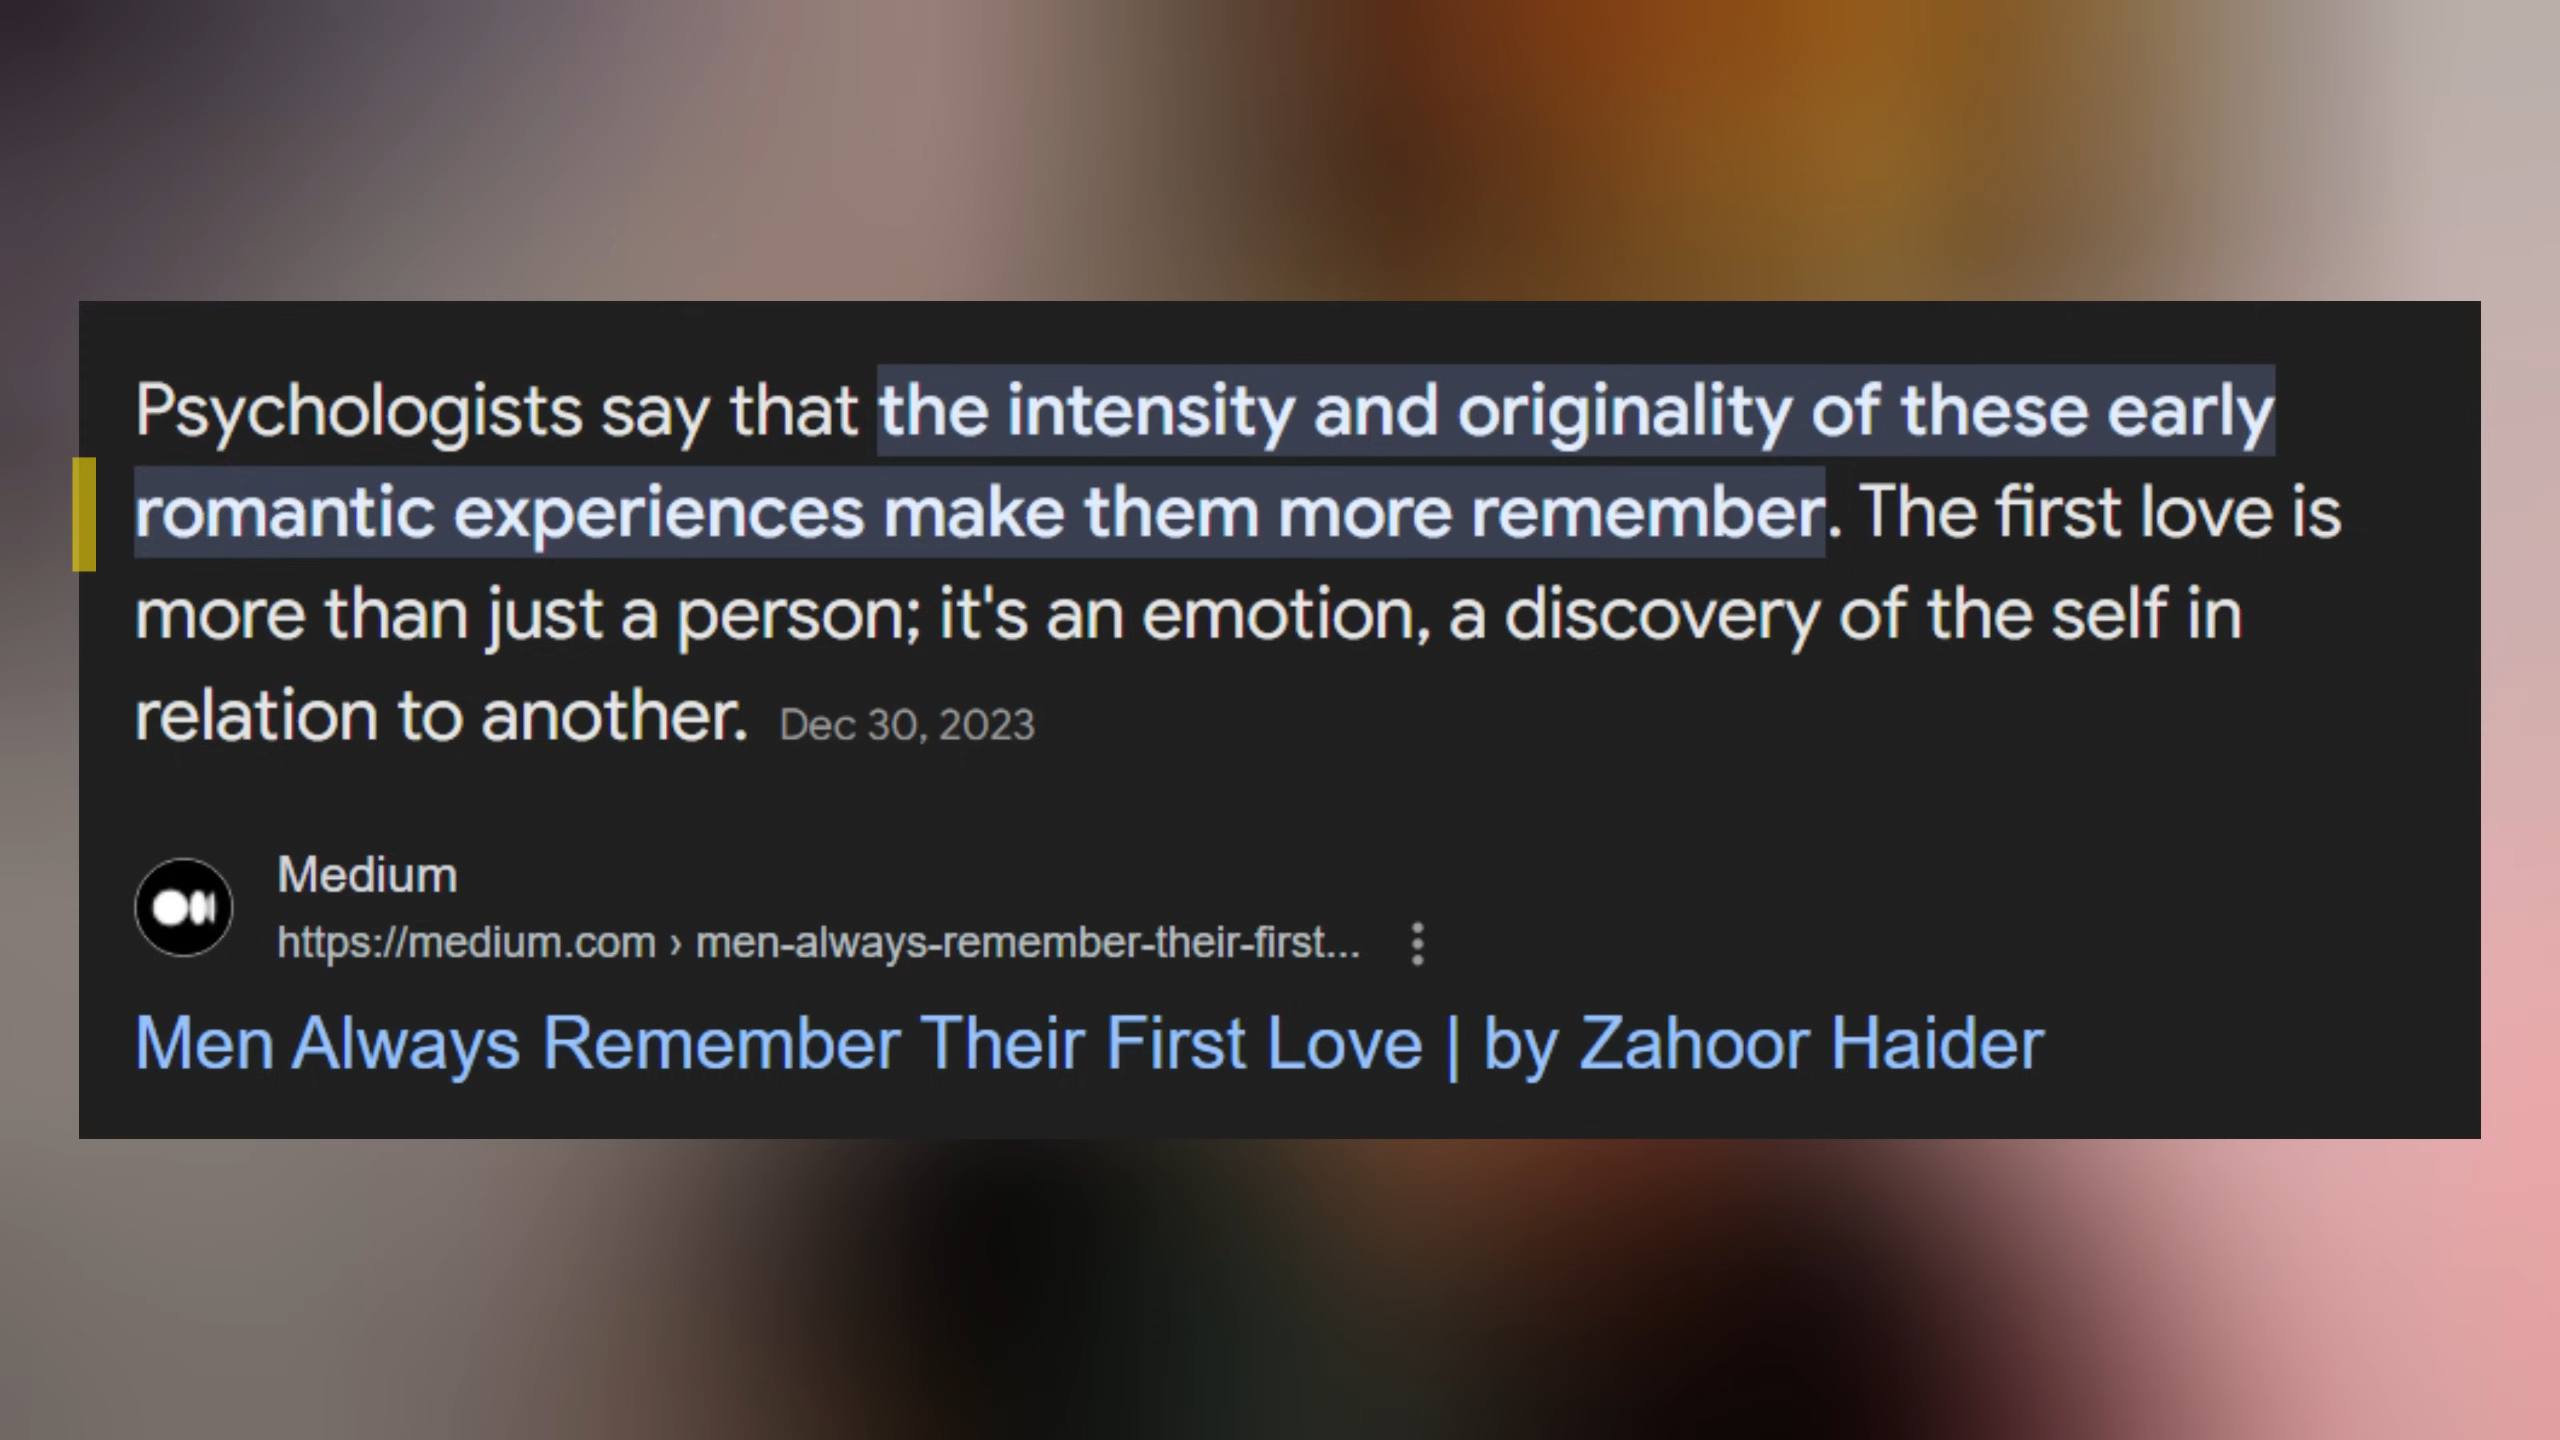 Psychologists say that the intensity and originality of these early
romantic experiences make them more remember. The first love is
more than just a person; it's an emotion, a discovery of the self in
relation to another. Dec 30, 2023
Medium
https://medium.com › men-always-remember-their-first...
Men Always Remember Their First Love | by Zahoor Haider